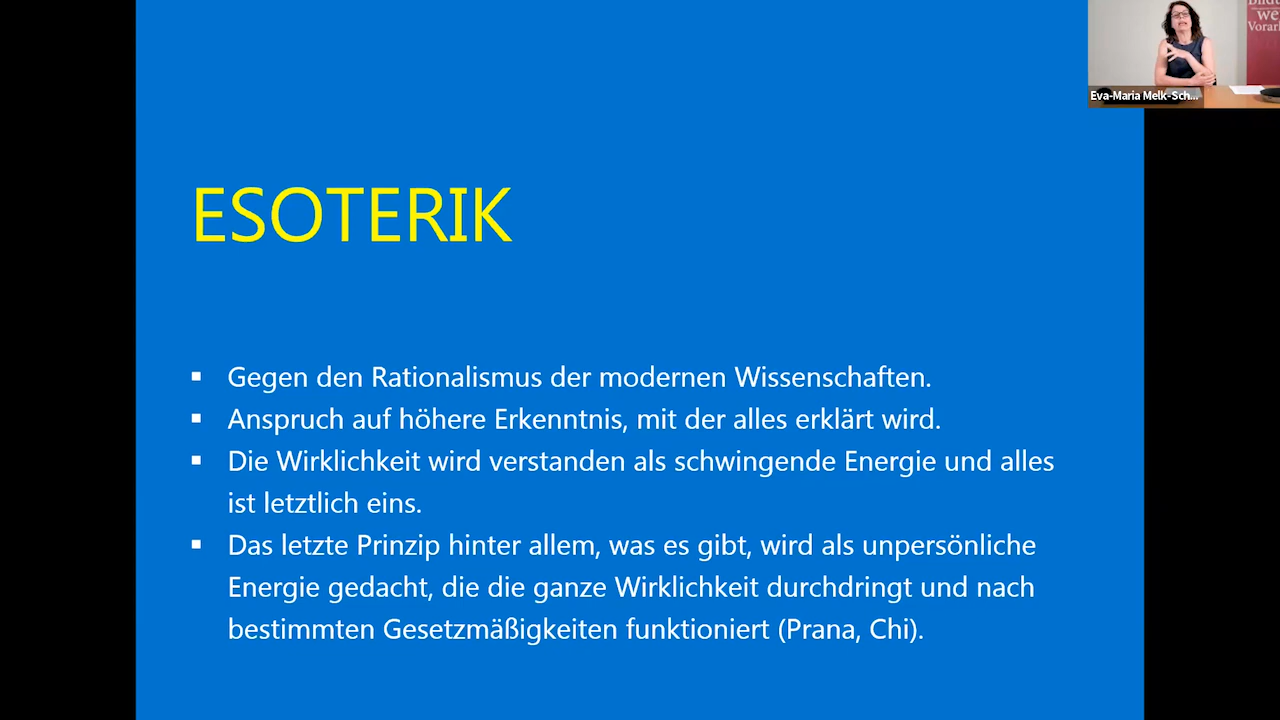 we
Vorarl
Eva-Maria Melk-Sch...
ESOTERIK
▪ Gegen den Rationalismus der modernen Wissenschaften.
▪ Anspruch auf höhere Erkenntnis, mit der alles erklärt wird.
▪ Die Wirklichkeit wird verstanden als schwingende Energie und alles
ist letztlich eins.
▪ Das letzte Prinzip hinter allem, was es gibt, wird als unpersönliche
Energie gedacht, die die ganze Wirklichkeit durchdringt und nach
bestimmten Gesetzmäßigkeiten funktioniert (Prana, Chi).